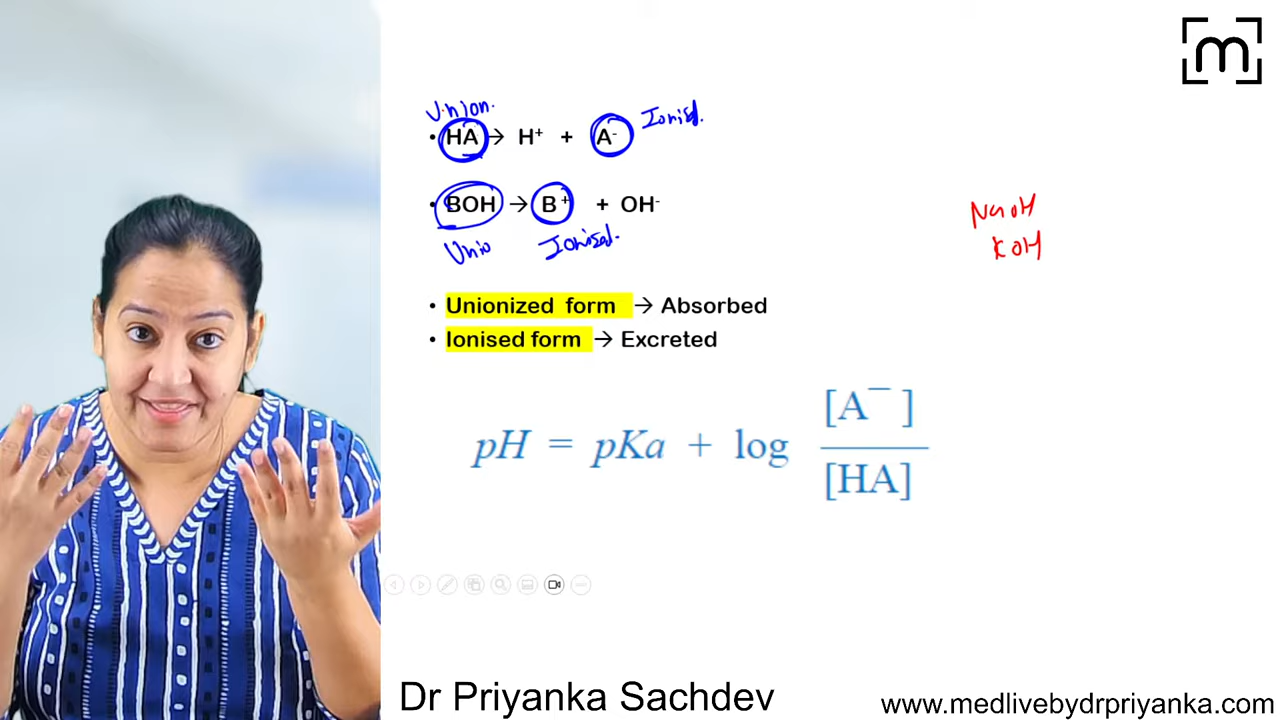 m
Union.
• HA → H⁺ + A⁻ Ionisd.
• BOH → B⁺ + OH⁻
Unio Ionised.
NaOH
KOH
• Unionized form → Absorbed
• Ionised form → Excreted
pH = pKa + log [A⁻] / [HA]
Dr Priyanka Sachdev
www.medlivebydrpriyanka.com